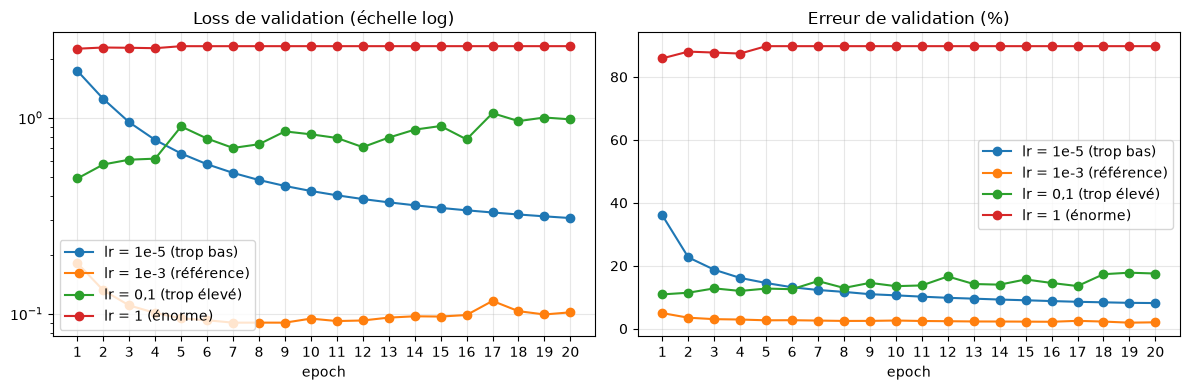 Loss de validation (échelle log)
10⁰
10⁻¹
lr = 1e-5 (trop bas)
lr = 1e-3 (référence)
lr = 0,1 (trop élevé)
lr = 1 (énorme)
1 2 3 4 5 6 7 8 9 10 11 12 13 14 15 16 17 18 19 20
epoch
Erreur de validation (%)
80
60
40
20
0
lr = 1e-5 (trop bas)
lr = 1e-3 (référence)
lr = 0,1 (trop élevé)
lr = 1 (énorme)
1 2 3 4 5 6 7 8 9 10 11 12 13 14 15 16 17 18 19 20
epoch